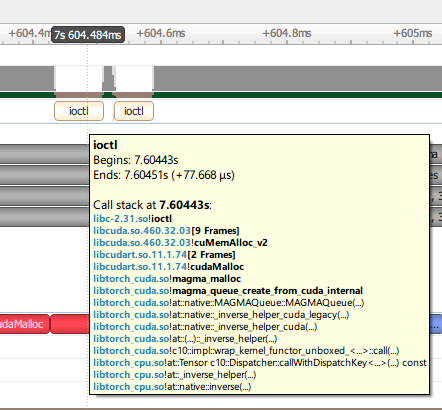 +604.4ms
7s 604.484ms
+604.6ms
+604.8ms
+605ms
ioctl
ioctl
ioctl
Begins: 7.60443s
Ends: 7.60451s (+77.668 µs)
Call stack at 7.60443s:
libc-2.31.so!ioctl
libcuda.so.460.32.03[9 Frames]
libcuda.so.460.32.03!cuMemAlloc_v2
libcudart.so.11.1.74[2 Frames]
libcudart.so.11.1.74!cudaMalloc
libtorch_cuda.so!magma_malloc
libtorch_cuda.so!magma_queue_create_from_cuda_internal
libtorch_cuda.so!at::native::MAGMAQueue::MAGMAQueue(...)
libtorch_cuda.so!at::native::_inverse_helper_cuda_legacy(...)
libtorch_cuda.so!at::native::_inverse_helper_cuda(...)
libtorch_cuda.so!at::(...)::_inverse_helper(...)
libtorch_cuda.so!c10::impl::wrap_kernel_functor_unboxed_<...>::call(...)
libtorch_cpu.so!at::Tensor c10::Dispatcher::callWithDispatchKey<...>(...) const
libtorch_cpu.so!at::_inverse_helper(...)
libtorch_cpu.so!at::native::inverse(...)
udaMalloc